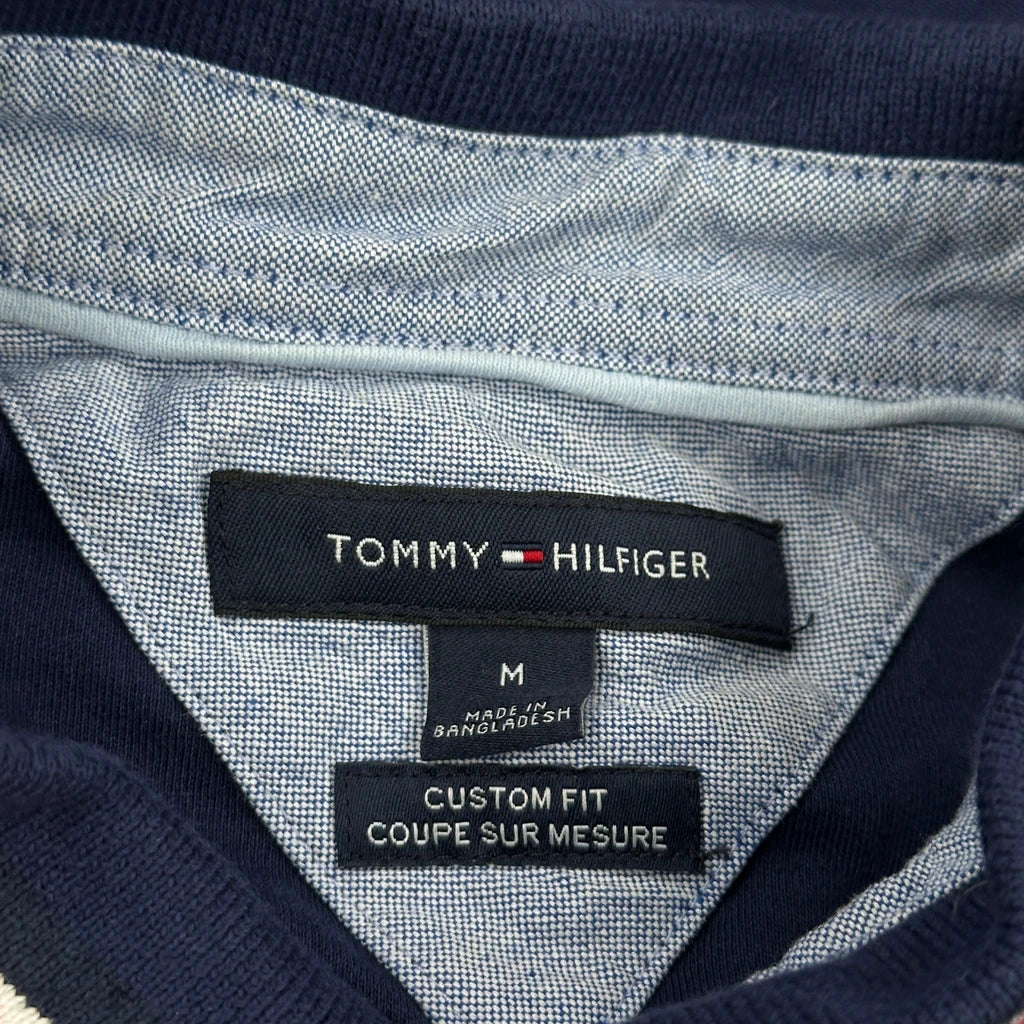 TOMMY HILFIGER
M
MADE IN
BANGLADESH
CUSTOM FIT
COUPE SUR MESURE